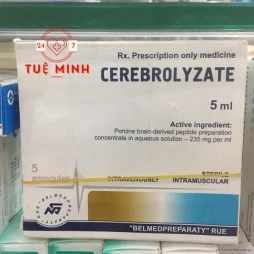 24 7
TUỆ MINH
Rx. Prescription only medicine
CEREBROLYZATE
5 ml
Active ingredient:
Porcine brain-derived peptide preparation
concentrate in aqueous solution – 235 mg per ml
5
ampoules
INTRAVENOUSLY
STERILE
INTRAMUSCULAR
"BELMEDPREPARATY" RUE